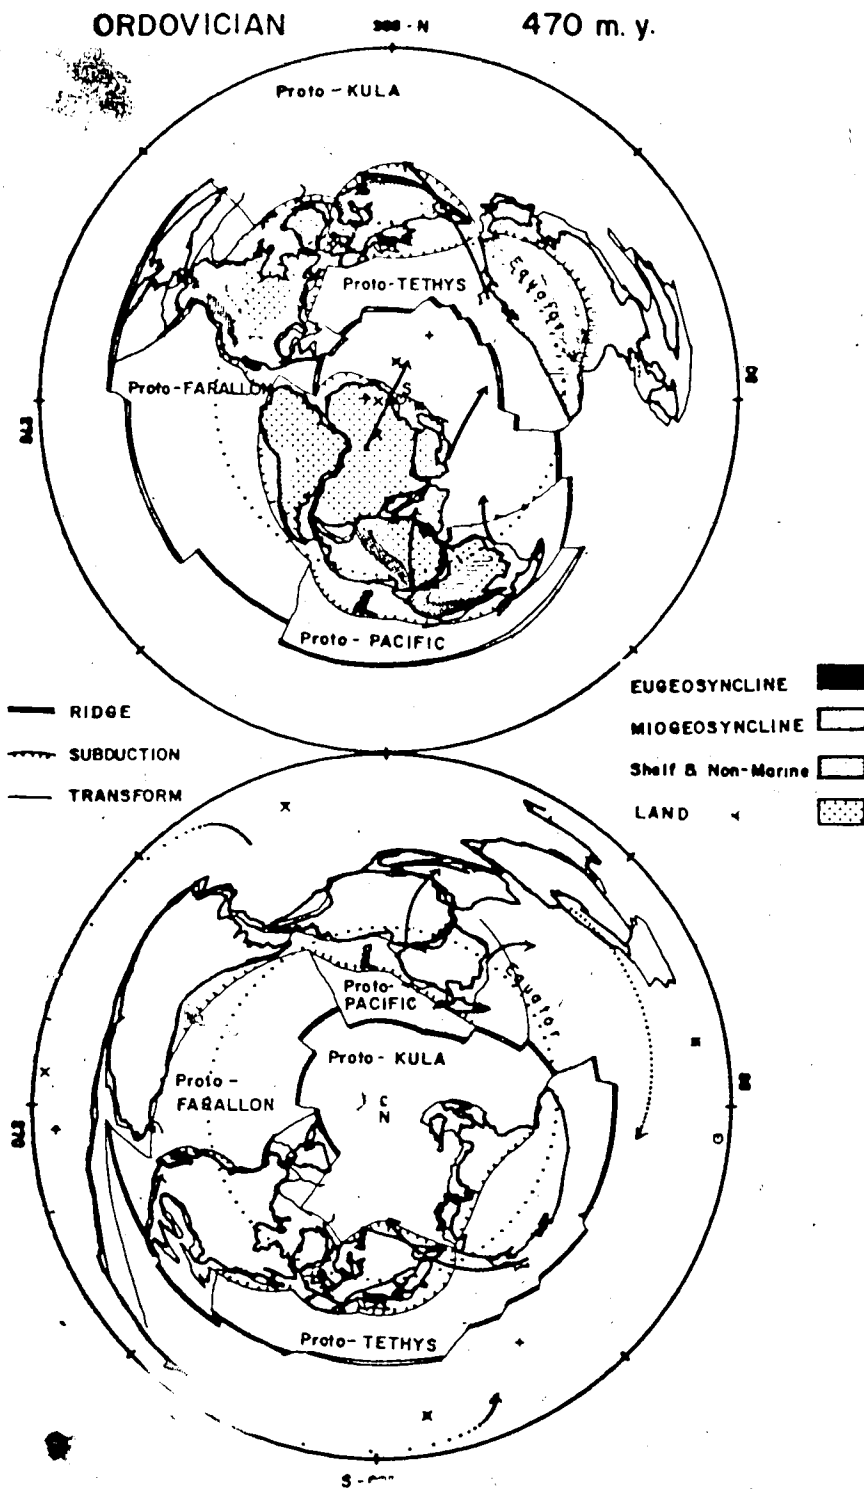 ORDOVICIAN 470 m. y.
Proto-KULA
Equator
Proto-TETHYS
Proto-FARALLON
S
Proto-PACIFIC
RIDGE
SUBDUCTION
TRANSFORM
EUGEOSYNCLINE
MIOGEOSYNCLINE
Shelf & Non-Marine
LAND
Proto-
PACIFIC
Equator
Proto-KULA
Proto-
FARALLON
N
Proto-TETHYS